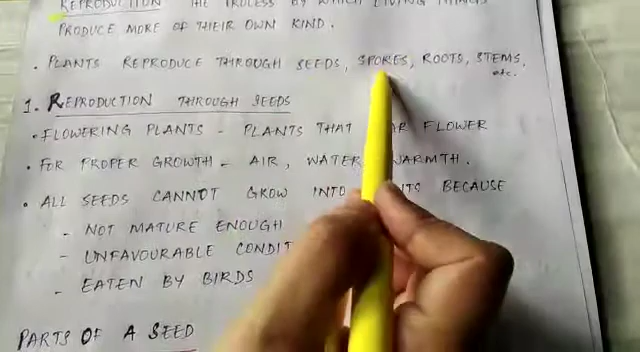 REPRODUCTION THE PROCESS BY WHICH LIVING THINGS
PRODUCE MORE OF THEIR OWN KIND.
. PLANTS REPRODUCE THROUGH SEEDS, SPORES, ROOTS, STEMS,
etc.
1. REPRODUCTION THROUGH SEEDS
• FLOWERING PLANTS - PLANTS THAT FLOWER
• FOR PROPER GROWTH - AIR, WATER WARMTH.
• ALL SEEDS CANNOT GROW INTO BECAUSE
- NOT MATURE ENOUGH
- UNFAVOURABLE
- EATEN BY BIRDS
PARTS OF A SEED